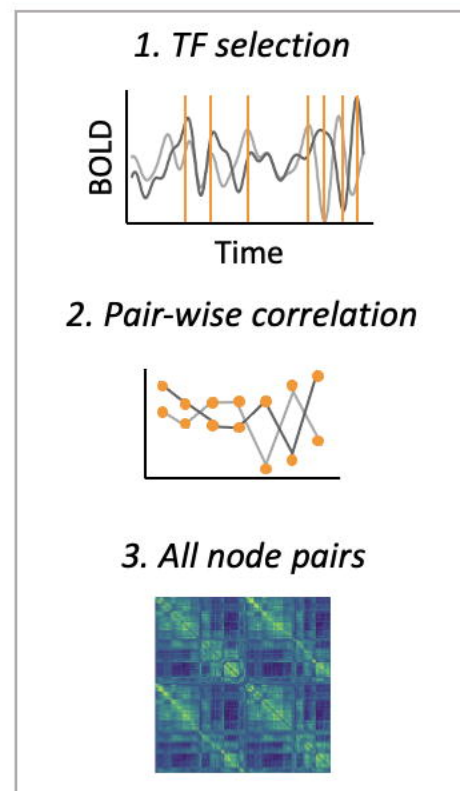 1. TF selection
BOLD
Time
2. Pair-wise correlation
3. All node pairs